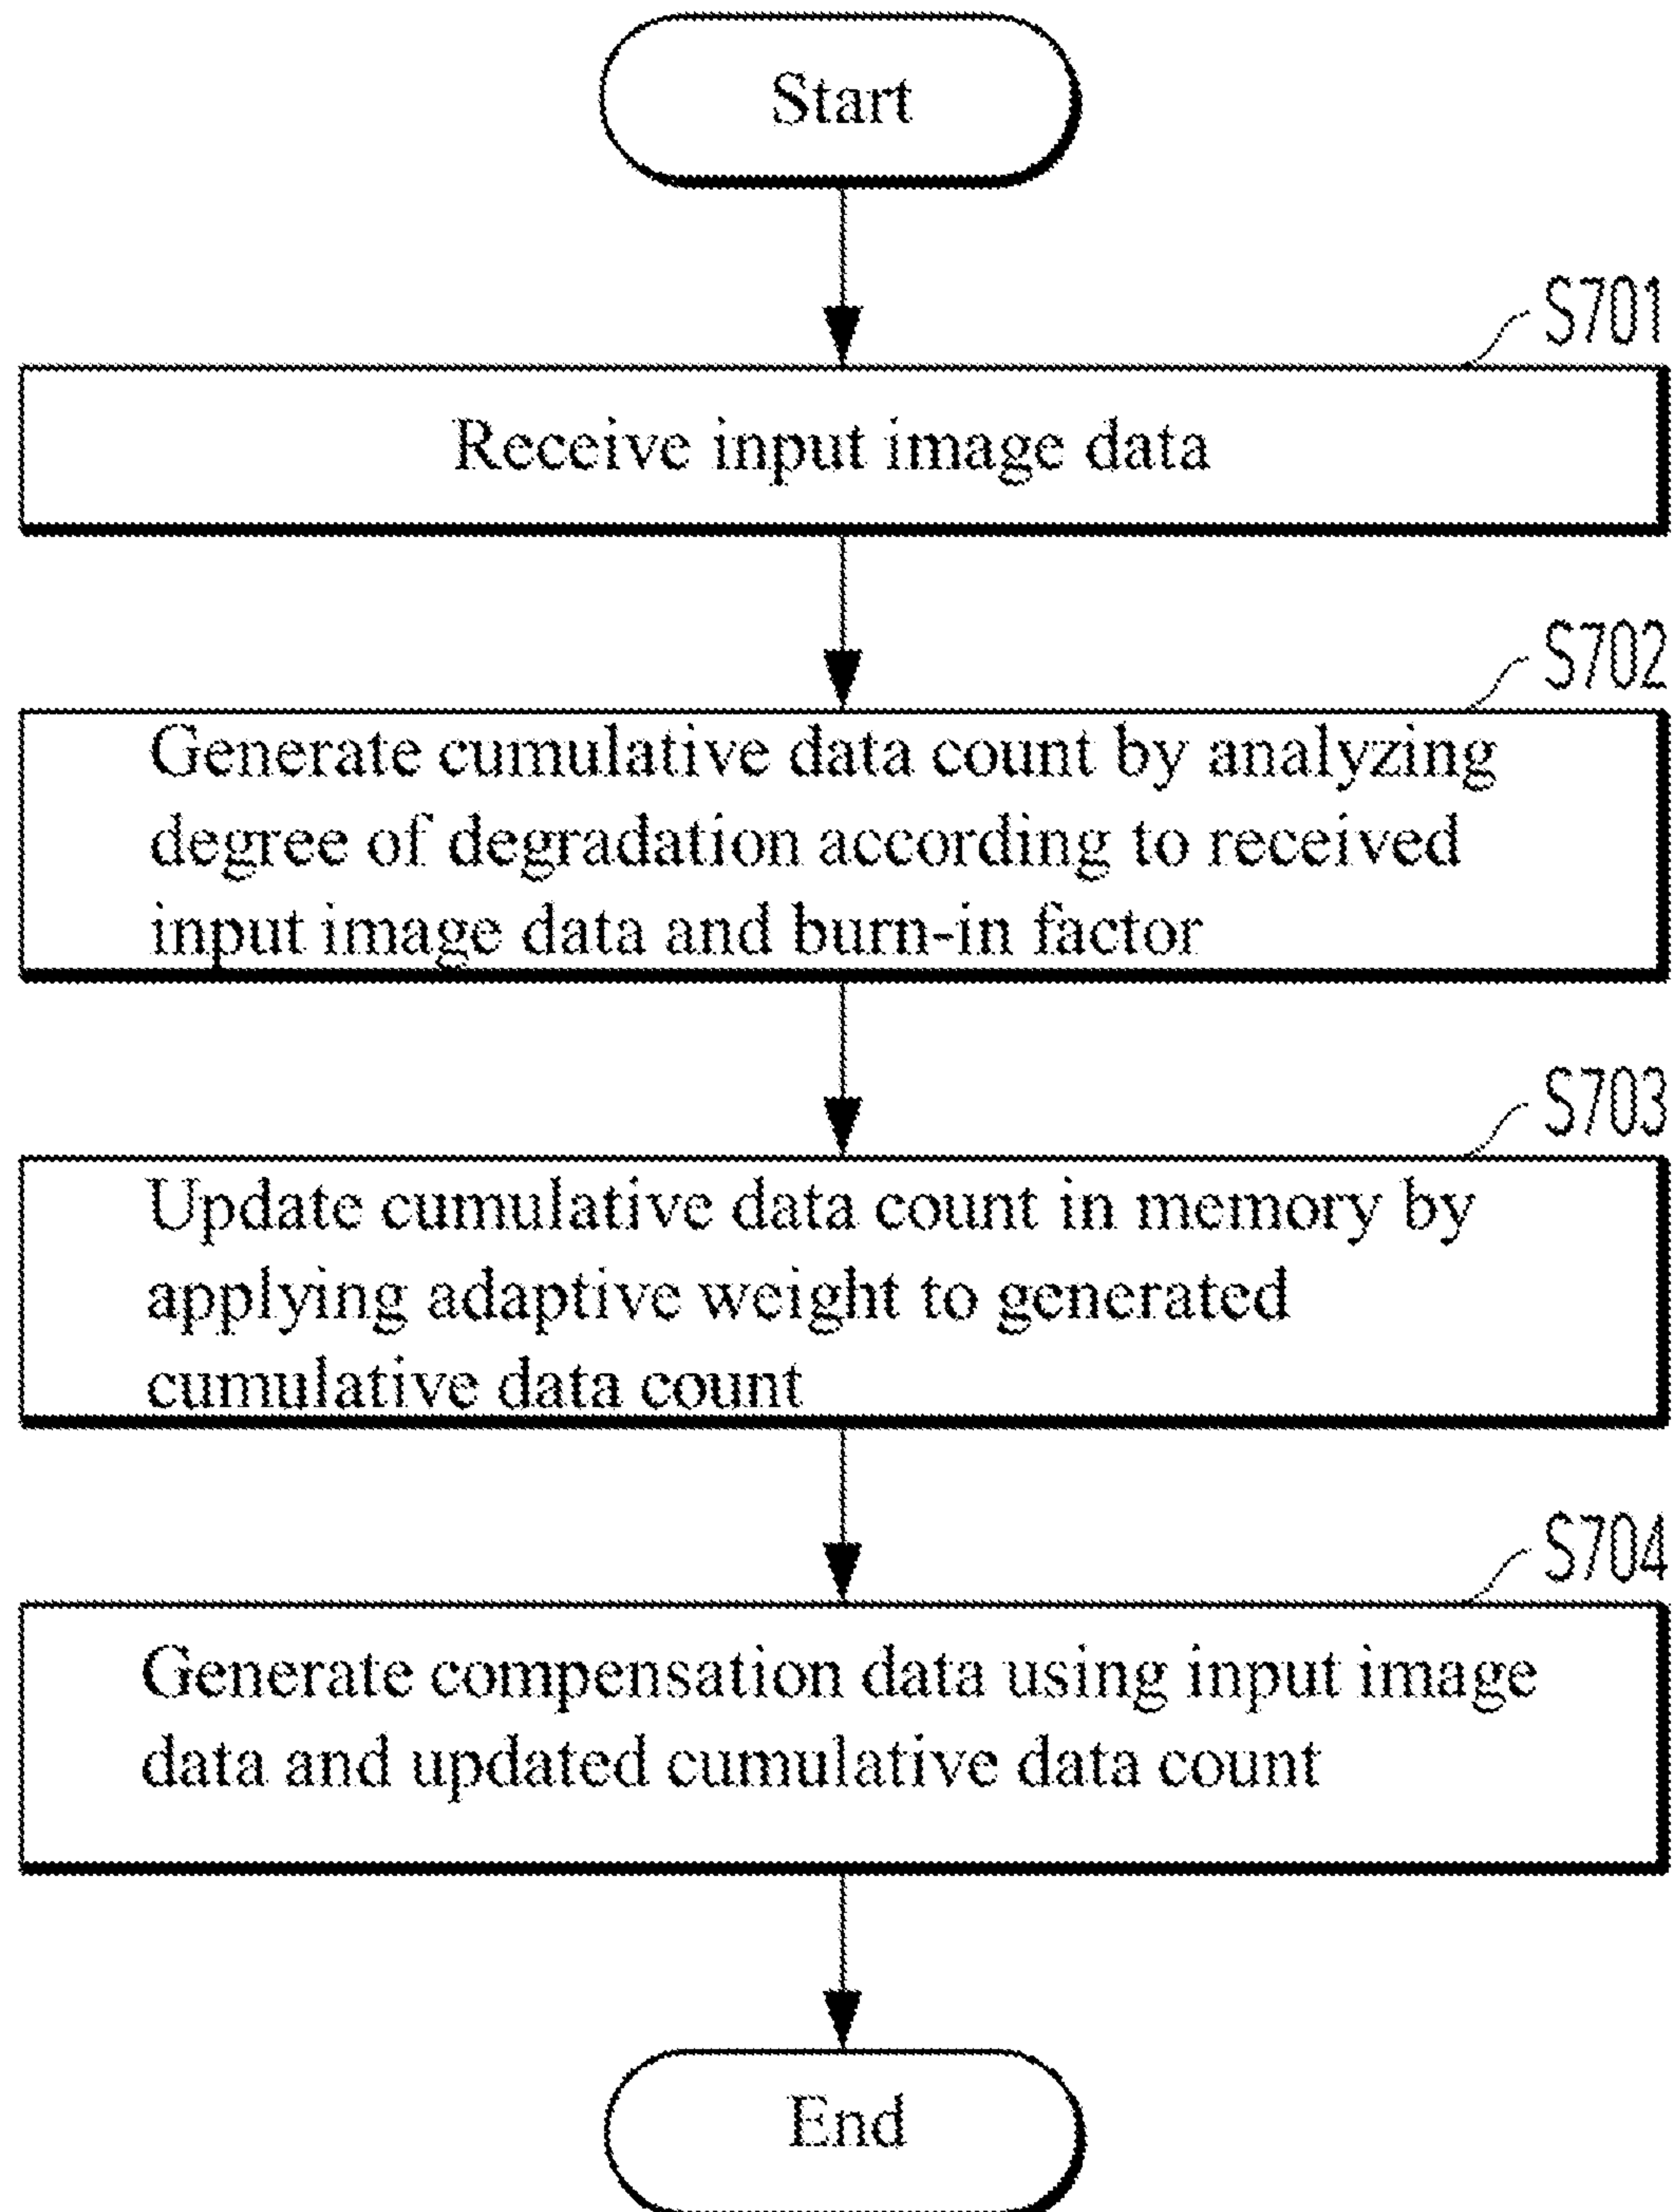 Start
S701
Receive input image data
S702
Generate cumulative data count by analyzing
degree of degradation according to received
input image data and burn-in factor
S703
Update cumulative data count in memory by
applying adaptive weight to generated
cumulative data count
S704
Generate compensation data using input image
data and updated cumulative data count
End